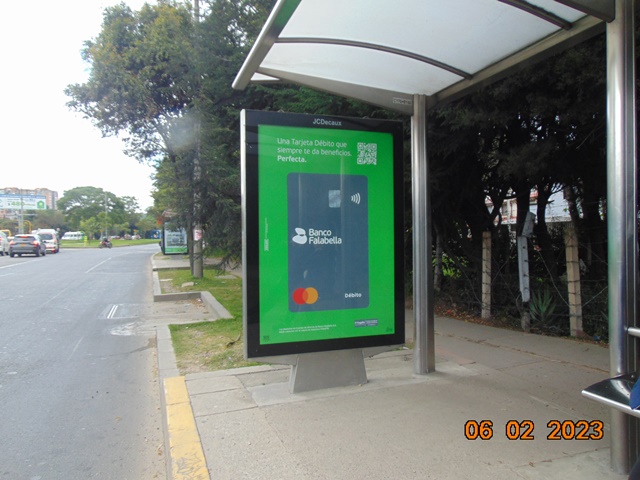 JCDecaux
Una Tarjeta Débito que
siempre te da beneficios.
Perfecta.
Banco
Falabella
Débito
06 02 2023